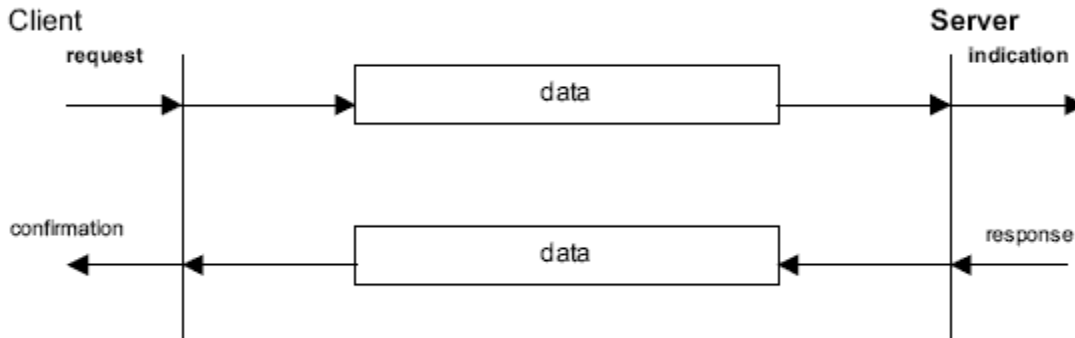 Client Server
request indication
data
confirmation response
data